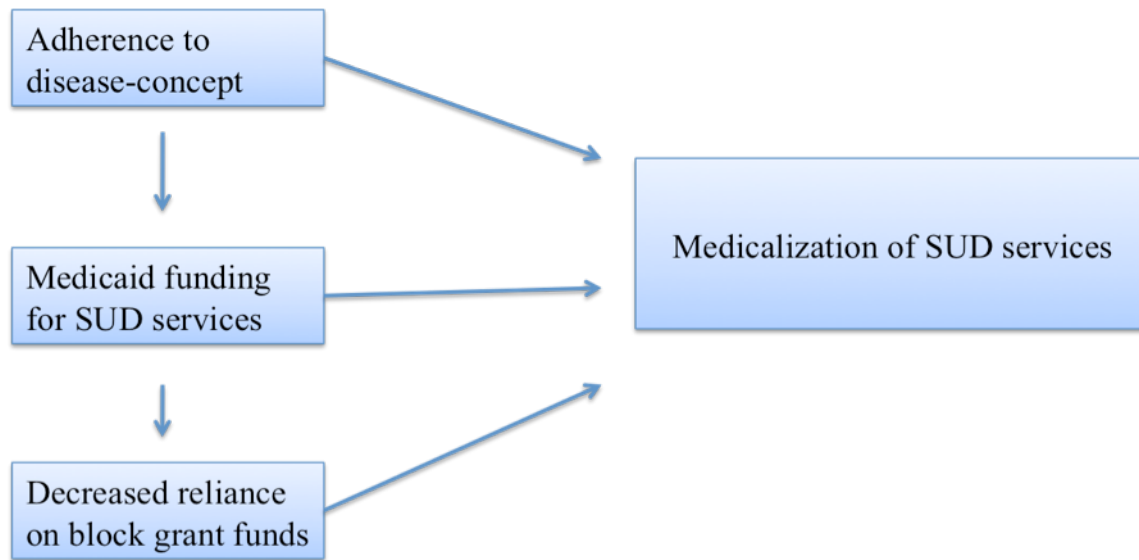 Adherence to
disease-concept
Medicaid funding
for SUD services
Medicalization of SUD services
Decreased reliance
on block grant funds